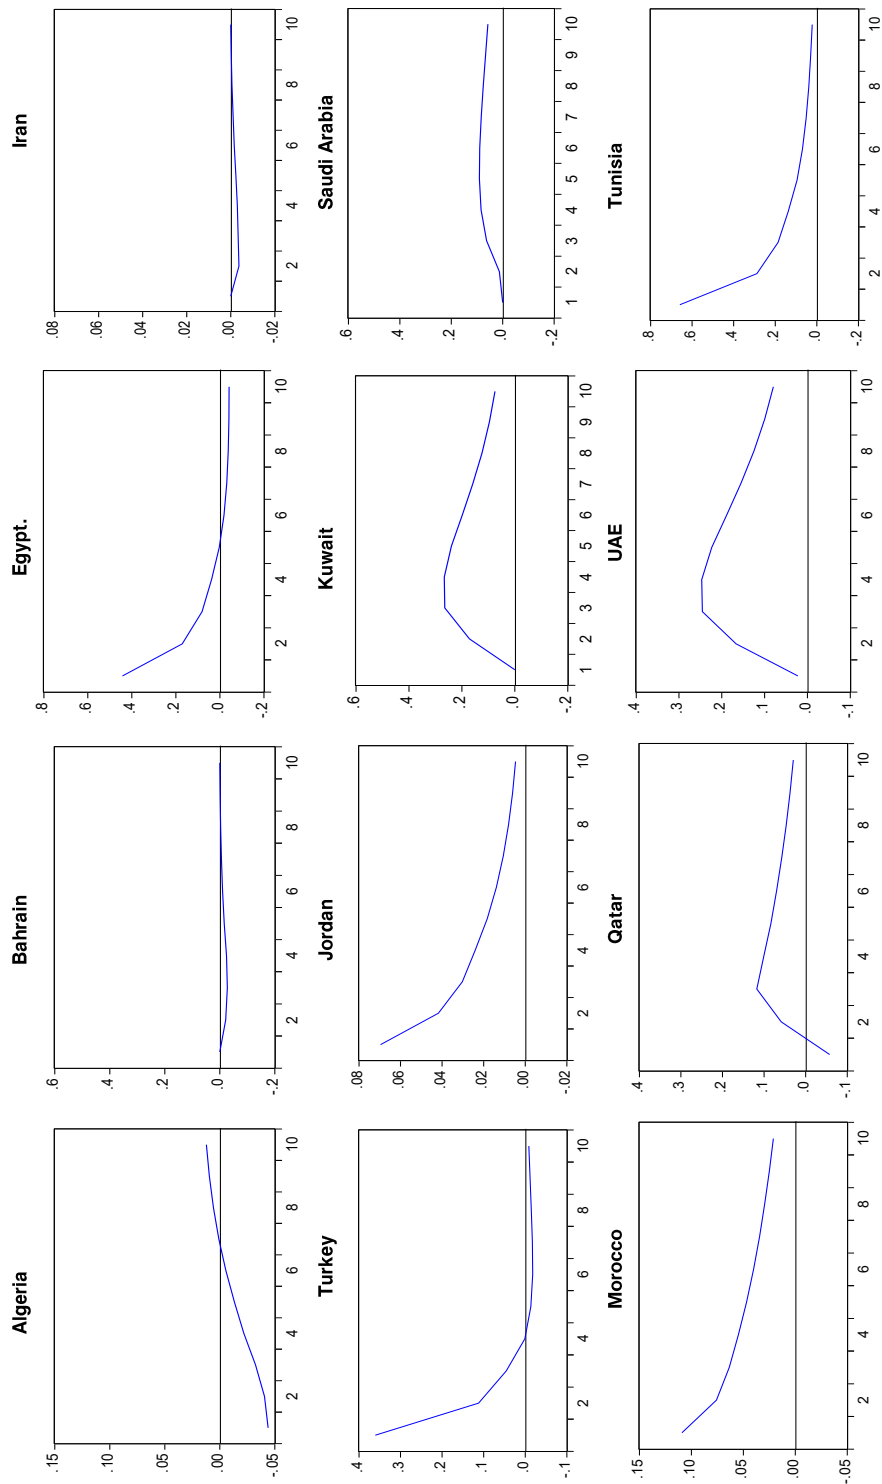 Algeria
.15
.10
.05
.00
-.05
2 4 6 8 10
Bahrain
.6
.4
.2
.0
-.2
2 4 6 8 10
Egypt.
.8
.6
.4
.2
.0
-.2
2 4 6 8 10
Iran
.08
.06
.04
.02
.00
-.02
2 4 6 8 10
Turkey
.4
.3
.2
.1
.0
-.1
2 4 6 8 10
Jordan
.08
.06
.04
.02
.00
-.02
2 4 6 8 10
Kuwait
.6
.4
.2
.0
-.2
1 2 3 4 5 6 7 8 9 10
Saudi Arabia
.6
.4
.2
.0
-.2
1 2 3 4 5 6 7 8 9 10
Morocco
.15
.10
.05
.00
-.05
2 4 6 8 10
Qatar
.4
.3
.2
.1
.0
-.1
2 4 6 8 10
UAE
.4
.3
.2
.1
.0
-.1
2 4 6 8 10
Tunisia
.8
.6
.4
.2
.0
-.2
2 4 6 8 10